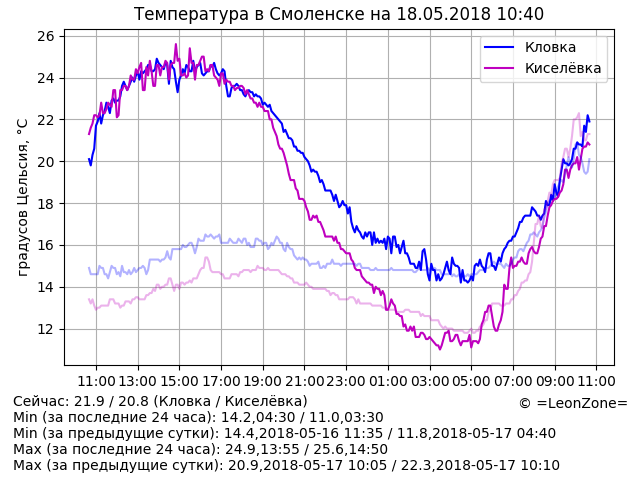 Температура в Смоленске на 18.05.2018 10:40
градусов Цельсия, °C
26
24
22
20
18
16
14
12
Кловка
Киселёвка
11:00 13:00 15:00 17:00 19:00 21:00 23:00 01:00 03:00 05:00 07:00 09:00 11:00
Сейчас: 21.9 / 20.8 (Кловка / Киселёвка)
© =LeonZone=
Min (за последние 24 часа): 14.2,04:30 / 11.0,03:30
Min (за предыдущие сутки): 14.4,2018-05-16 11:35 / 11.8,2018-05-17 04:40
Max (за последние 24 часа): 24.9,13:55 / 25.6,14:50
Max (за предыдущие сутки): 20.9,2018-05-17 10:05 / 22.3,2018-05-17 10:10